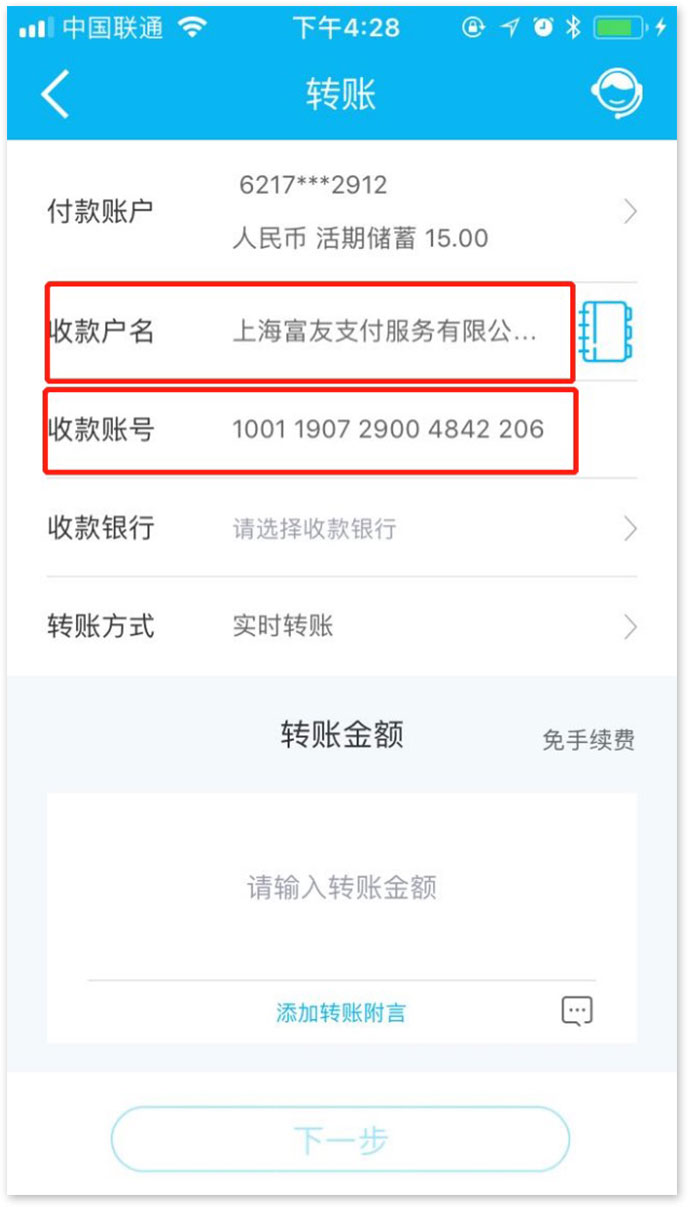 中国联通 下午4:28
转账
付款账户
6217***2912
人民币 活期储蓄 15.00
收款户名 上海富友支付服务有限公...
收款账号 1001 1907 2900 4842 206
收款银行 请选择收款银行
转账方式 实时转账
转账金额 免手续费
请输入转账金额
添加转账附言
下一步